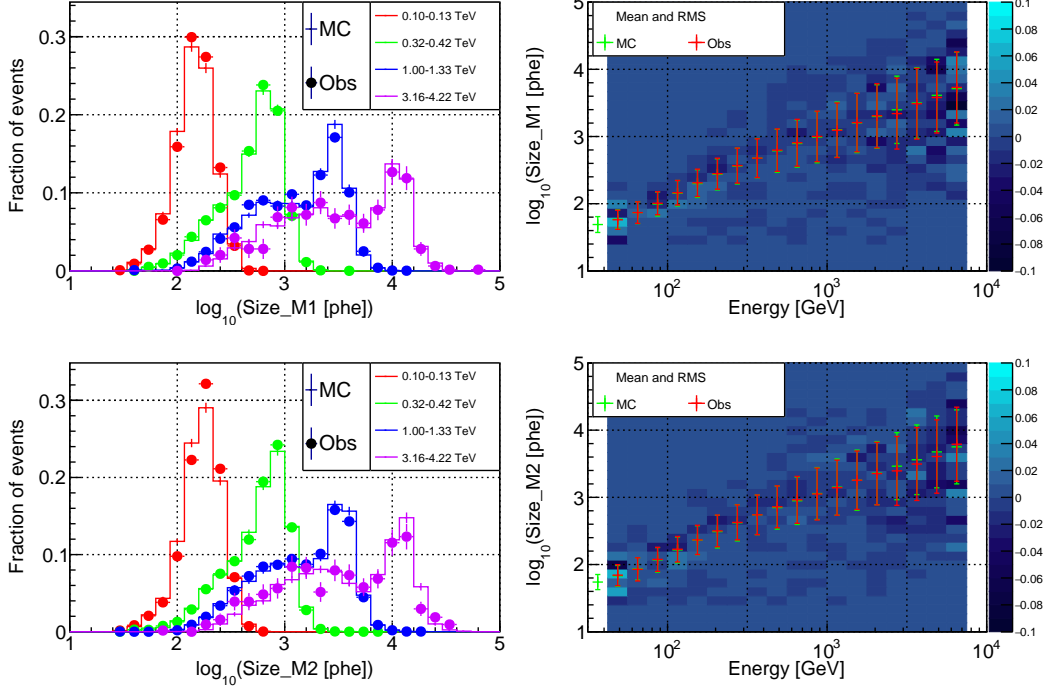 0.3
0.2
0.1
0
Fraction of events
MC
Obs
0.10-0.13 TeV
0.32-0.42 TeV
1.00-1.33 TeV
3.16-4.22 TeV
1 2 3 4 5
log10(Size_M1 [phe])
5
4
3
2
1
log10(Size_M1 [phe])
Mean and RMS
MC Obs
10^2 10^3 10^4
Energy [GeV]
0.1
0.08
0.06
0.04
0.02
0
−0.02
−0.04
−0.06
−0.08
−0.1
0.3
0.2
0.1
0
Fraction of events
MC
Obs
0.10-0.13 TeV
0.32-0.42 TeV
1.00-1.33 TeV
3.16-4.22 TeV
1 2 3 4 5
log10(Size_M2 [phe])
5
4
3
2
1
log10(Size_M2 [phe])
Mean and RMS
MC Obs
10^2 10^3 10^4
Energy [GeV]
0.1
0.08
0.06
0.04
0.02
0
−0.02
−0.04
−0.06
−0.08
−0.1